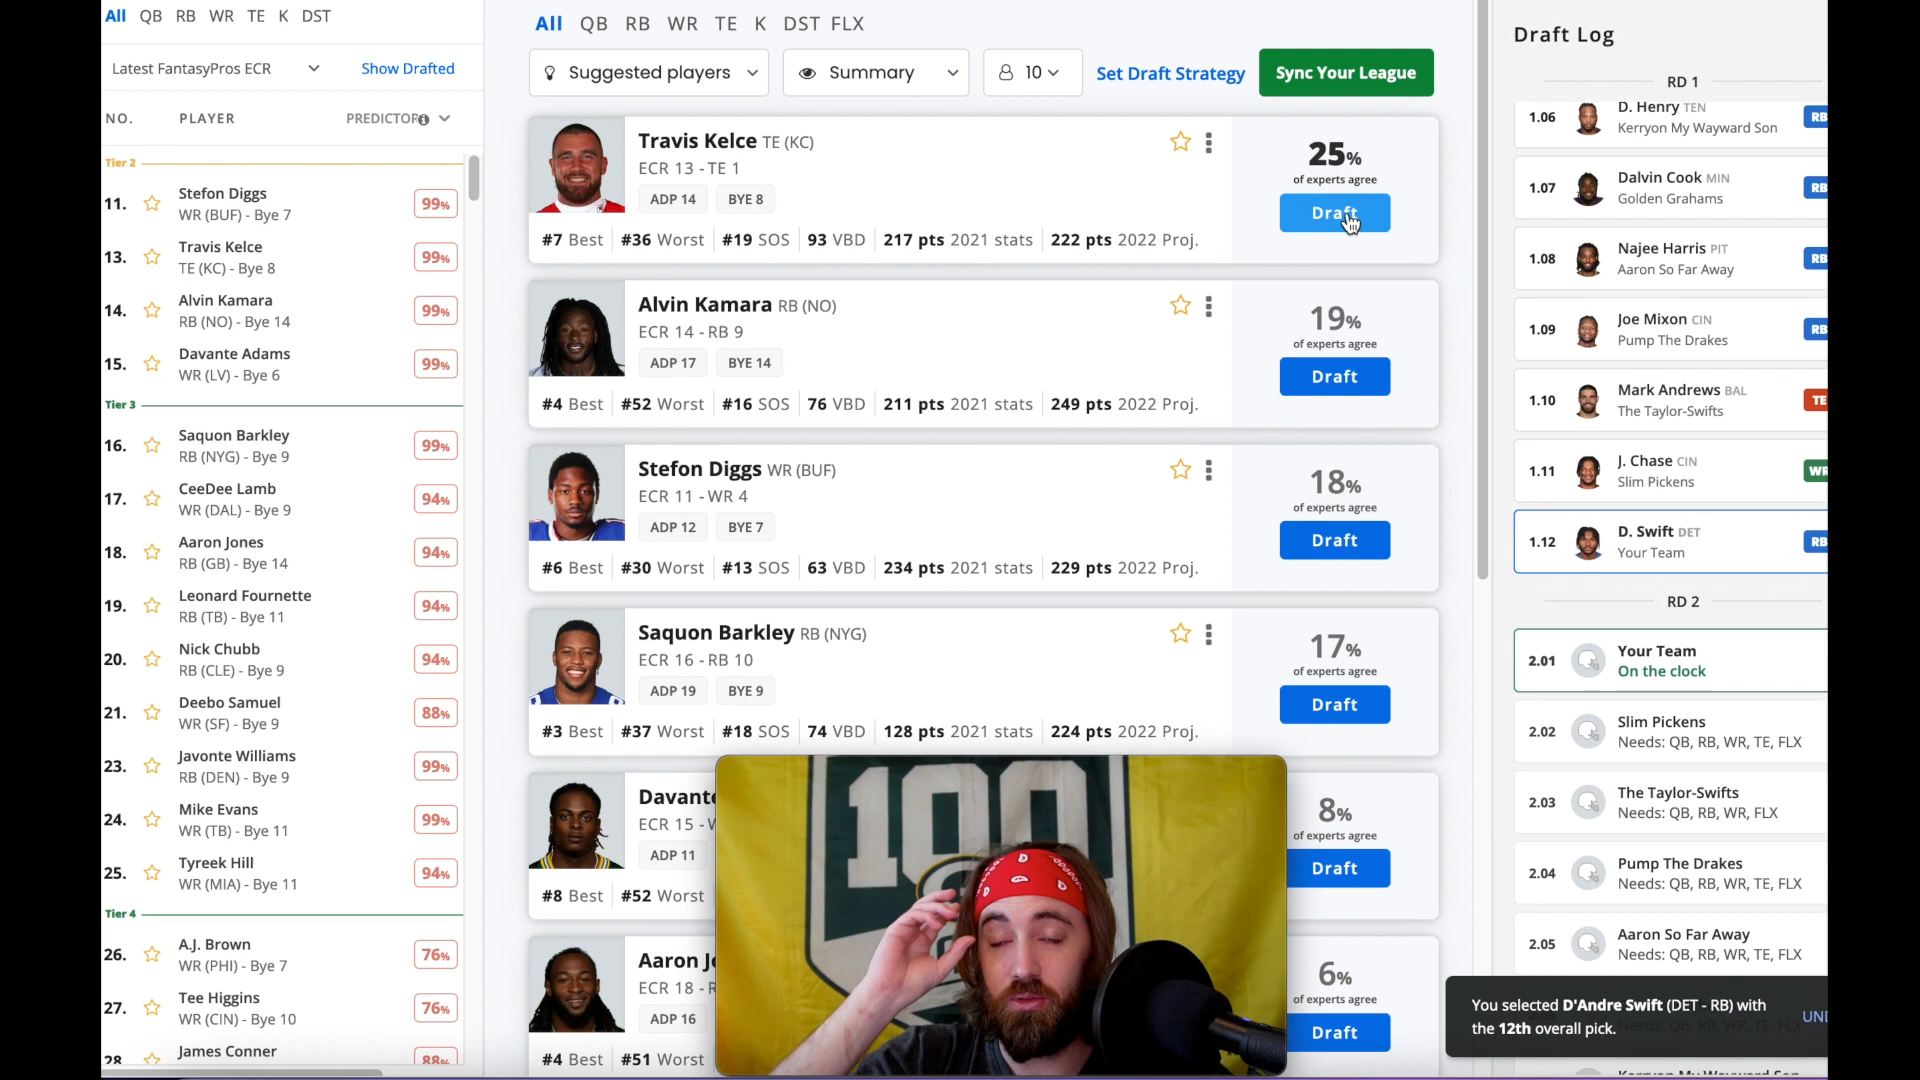 All QB RB WR TE K DST
Latest FantasyPros ECR
Show Drafted
NO. PLAYER PREDICTOR
Tier 2
11. Stefon Diggs 99%
WR (BUF) - Bye 7
13. Travis Kelce 99%
TE (KC) - Bye 8
14. Alvin Kamara 99%
RB (NO) - Bye 14
15. Davante Adams 99%
WR (LV) - Bye 6
Tier 3
16. Saquon Barkley 99%
RB (NYG) - Bye 9
17. CeeDee Lamb 94%
WR (DAL) - Bye 9
18. Aaron Jones 94%
RB (GB) - Bye 14
19. Leonard Fournette 94%
RB (TB) - Bye 11
20. Nick Chubb 94%
RB (CLE) - Bye 9
21. Deebo Samuel 88%
WR (SF) - Bye 9
23. Javonte Williams 99%
RB (DEN) - Bye 9
24. Mike Evans 99%
WR (TB) - Bye 11
25. Tyreek Hill 94%
WR (MIA) - Bye 11
Tier 4
26. A.J. Brown 76%
WR (PHI) - Bye 7
27. Tee Higgins 76%
WR (CIN) - Bye 10
28 James Conner 88%
All QB RB WR TE K DST FLX
Suggested players
Summary
10
Set Draft Strategy
Sync Your League
Travis Kelce TE (KC)
ECR 13 - TE 1
ADP 14 BYE 8
#7 Best #36 Worst #19 SOS 93 VBD 217 pts 2021 stats 222 pts 2022 Proj.
25%
of experts agree
Draft
Alvin Kamara RB (NO)
ECR 14 - RB 9
ADP 17 BYE 14
#4 Best #52 Worst #16 SOS 76 VBD 211 pts 2021 stats 249 pts 2022 Proj.
19%
of experts agree
Draft
Stefon Diggs WR (BUF)
ECR 11 - WR 4
ADP 12 BYE 7
#6 Best #30 Worst #13 SOS 63 VBD 234 pts 2021 stats 229 pts 2022 Proj.
18%
of experts agree
Draft
Saquon Barkley RB (NYG)
ECR 16 - RB 10
ADP 19 BYE 9
#3 Best #37 Worst #18 SOS 74 VBD 128 pts 2021 stats 224 pts 2022 Proj.
17%
of experts agree
Draft
Davante
ECR 15 - W
ADP 11
#8 Best #52 Worst
8%
of experts agree
Draft
Aaron Jo
ECR 18 - R
ADP 16
#4 Best #51 Worst
6%
of experts agree
Draft
100
Draft Log
RD 1
1.06 D. Henry TEN RB
Kerryon My Wayward Son
1.07 Dalvin Cook MIN RB
Golden Grahams
1.08 Najee Harris PIT RB
Aaron So Far Away
1.09 Joe Mixon CIN RB
Pump The Drakes
1.10 Mark Andrews BAL TE
The Taylor-Swifts
1.11 J. Chase CIN WR
Slim Pickens
1.12 D. Swift DET RB
Your Team
RD 2
2.01 Your Team
On the clock
2.02 Slim Pickens
Needs: QB, RB, WR, TE, FLX
2.03 The Taylor-Swifts
Needs: QB, RB, WR, FLX
2.04 Pump The Drakes
Needs: QB, RB, WR, TE, FLX
2.05 Aaron So Far Away
Needs: QB, RB, WR, TE, FLX
You selected D'Andre Swift (DET - RB) with
the 12th overall pick.
UND
Kerryon My Wayward Son